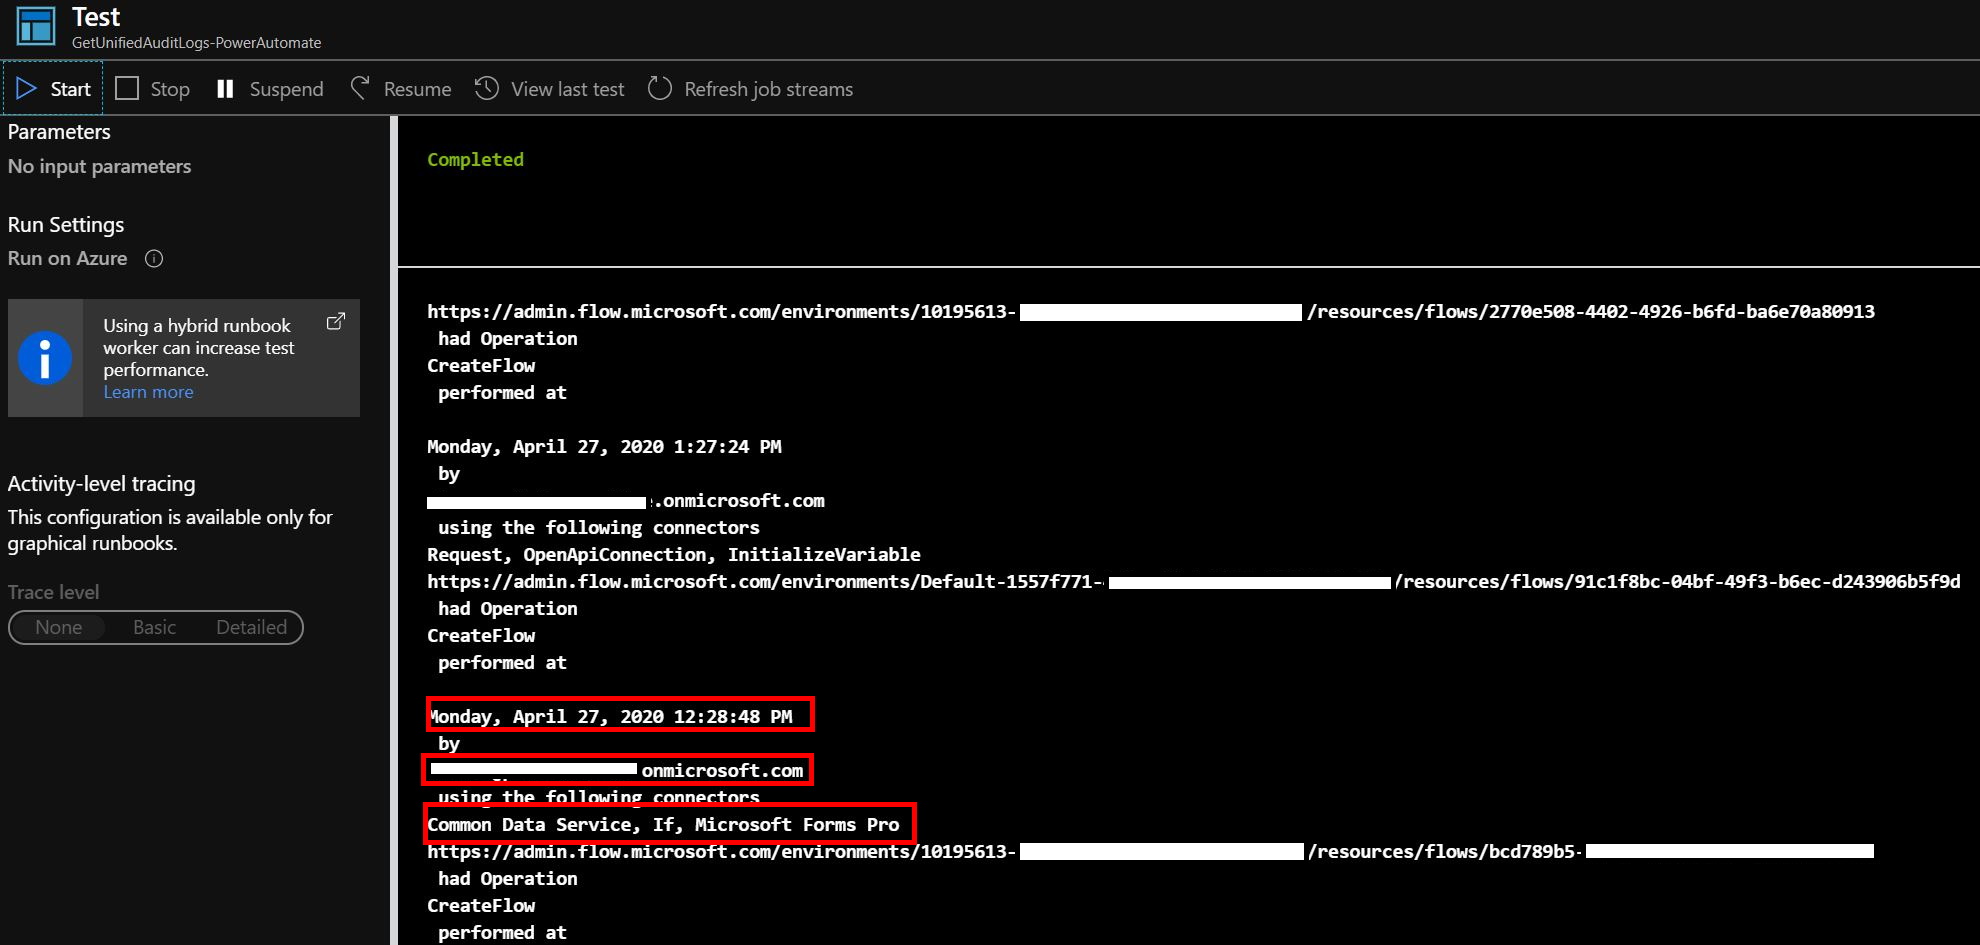 Test
GetUnifiedAuditLogs-PowerAutomate
Start Stop Suspend Resume View last test Refresh job streams
Parameters
No input parameters
Run Settings
Run on Azure
Using a hybrid runbook
worker can increase test
performance.
Learn more
Activity-level tracing
This configuration is available only for
graphical runbooks.
Trace level
None Basic Detailed
Completed
https://admin.flow.microsoft.com/environments/10195613- /resources/flows/2770e508-4402-4926-b6fd-ba6e70a80913
had Operation
CreateFlow
performed at
Monday, April 27, 2020 1:27:24 PM
by
.onmicrosoft.com
using the following connectors
Request, OpenApiConnection, InitializeVariable
https://admin.flow.microsoft.com/environments/Default-1557f771- /resources/flows/91c1f8bc-04bf-49f3-b6ec-d243906b5f9d
had Operation
CreateFlow
performed at
Monday, April 27, 2020 12:28:48 PM
by
onmicrosoft.com
using the following connectors
Common Data Service, If, Microsoft Forms Pro
https://admin.flow.microsoft.com/environments/10195613- /resources/flows/bcd789b5-
had Operation
CreateFlow
performed at